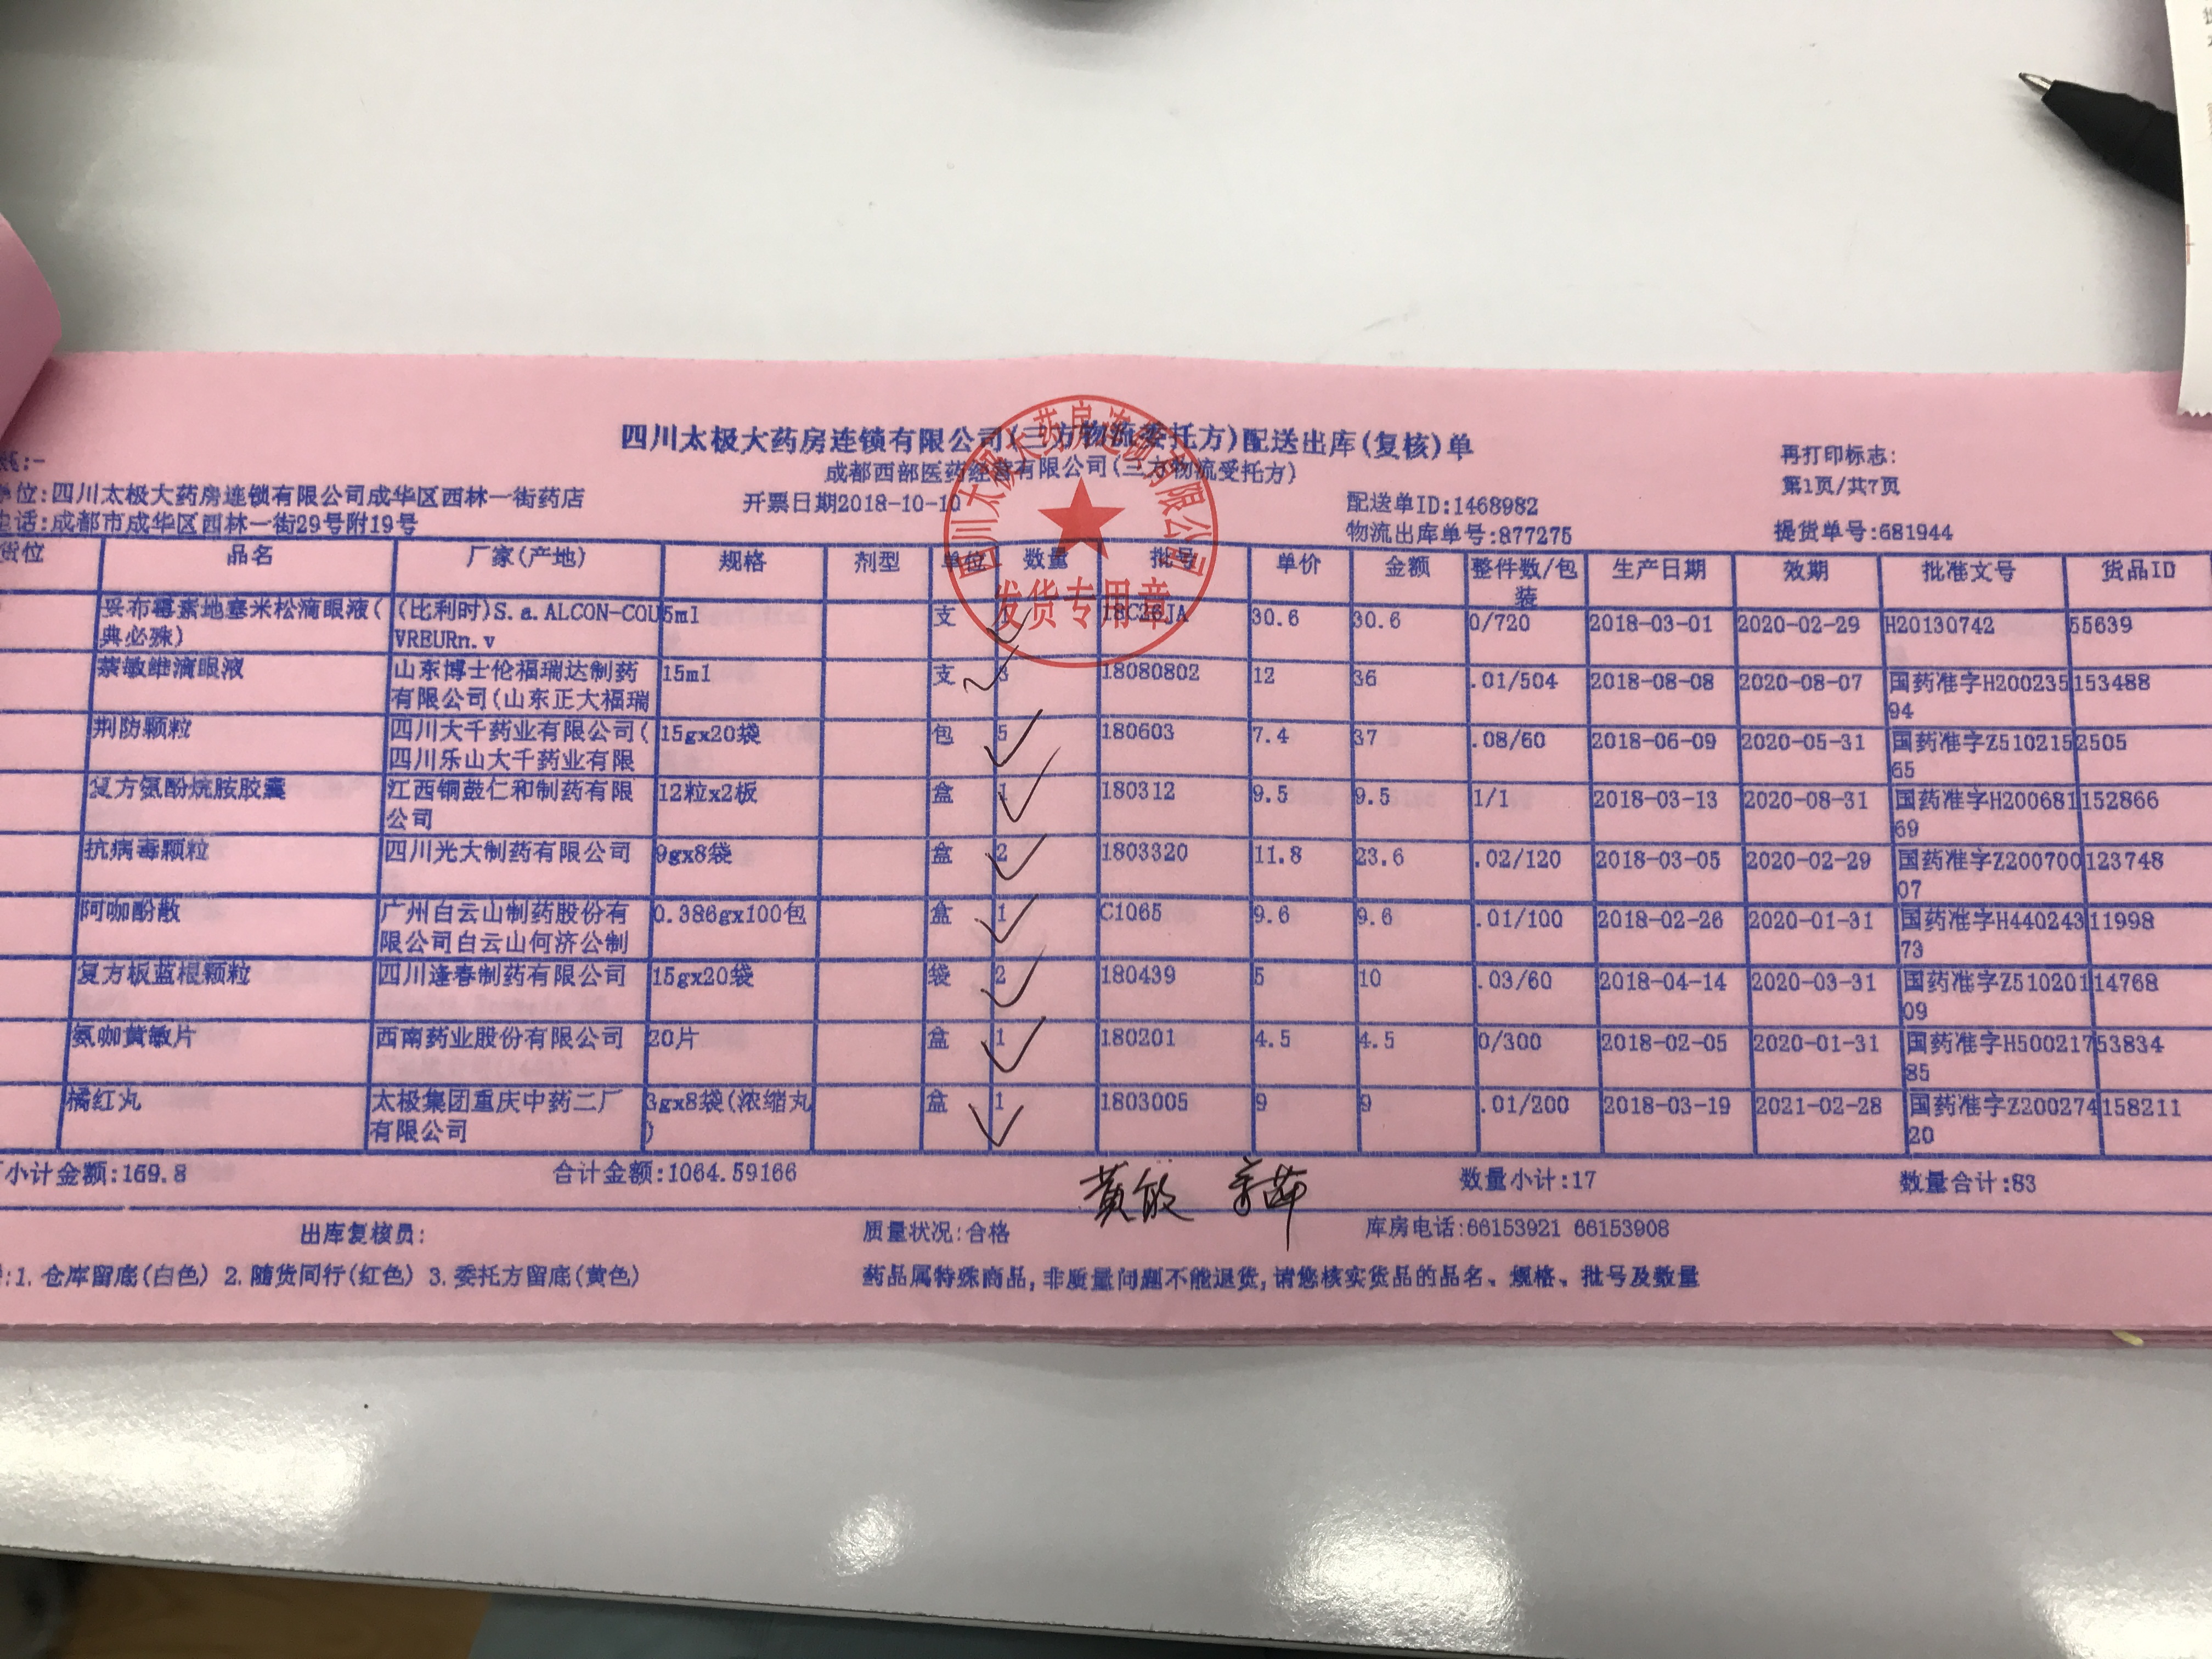 四川太极大药房连锁有限公司(三方物流委托方)配送出库(复核)单
成都西部医药经营有限公司(三方物流受托方)
再打印标志:
:-
位:四川太极大药房连锁有限公司成华区西林一街药店
开票日期2018-10-10
配送单ID:1468982
第1页/共7页
电话:成都市成华区西林一街29号附19号
物流出库单号:877275
提货单号:681944
货位 品名 厂家(产地) 规格 剂型 单位 数量 批号 单价 金额 整件数/包装 生产日期 效期 批准文号 货品ID
妥布霉素地塞米松滴眼液( (比利时)S.a.ALCON-COU 5ml 支 1 18C26JA 30.6 30.6 0/720 2018-03-01 2020-02-29 H20130742 55639
典必殊) VREURn.v
萘敏维滴眼液 山东博士伦福瑞达制药 15ml 支 3 18080802 12 36 .01/504 2018-08-08 2020-08-07 国药准字H200235 153488
有限公司(山东正大福瑞 94
荆防颗粒 四川大千药业有限公司( 15gx20袋 包 5 180603 7.4 37 .08/60 2018-06-09 2020-05-31 国药准字Z510215 2505
四川乐山大千药业有限 65
复方氨酚烷胺胶囊 江西铜鼓仁和制药有限 12粒x2板 盒 1 180312 9.5 9.5 1/1 2018-03-13 2020-08-31 国药准字H200681 152866
公司 69
抗病毒颗粒 四川光大制药有限公司 9gx8袋 盒 2 1803320 11.8 23.6 .02/120 2018-03-05 2020-02-29 国药准字Z200700 123748
07
阿咖酚散 广州白云山制药股份有 0.386gx100包 盒 1 C1065 9.6 9.6 .01/100 2018-02-26 2020-01-31 国药准字H440243 11998
限公司白云山何济公制 73
复方板蓝根颗粒 四川逢春制药有限公司 15gx20袋 袋 2 180439 5 10 .03/60 2018-04-14 2020-03-31 国药准字Z510201 14768
09
氨咖黄敏片 西南药业股份有限公司 20片 盒 1 180201 4.5 4.5 0/300 2018-02-05 2020-01-31 国药准字H500217 53834
85
橘红丸 太极集团重庆中药二厂 3gx8袋(浓缩丸 盒 1 1803005 9 9 .01/200 2018-03-19 2021-02-28 国药准字Z200274 158211
有限公司 ) 20
小计金额:169.8 合计金额:1064.59166 数量小计:17 数量合计:83
出库复核员: 质量状况:合格 库房电话:66153921 66153908
:1.仓库留底(白色) 2.随货同行(红色) 3.委托方留底(黄色) 药品属特殊商品,非质量问题不能退货,请您核实货品的品名、规格、批号及数量
四川太极大药房连锁有限公司
发货专用章